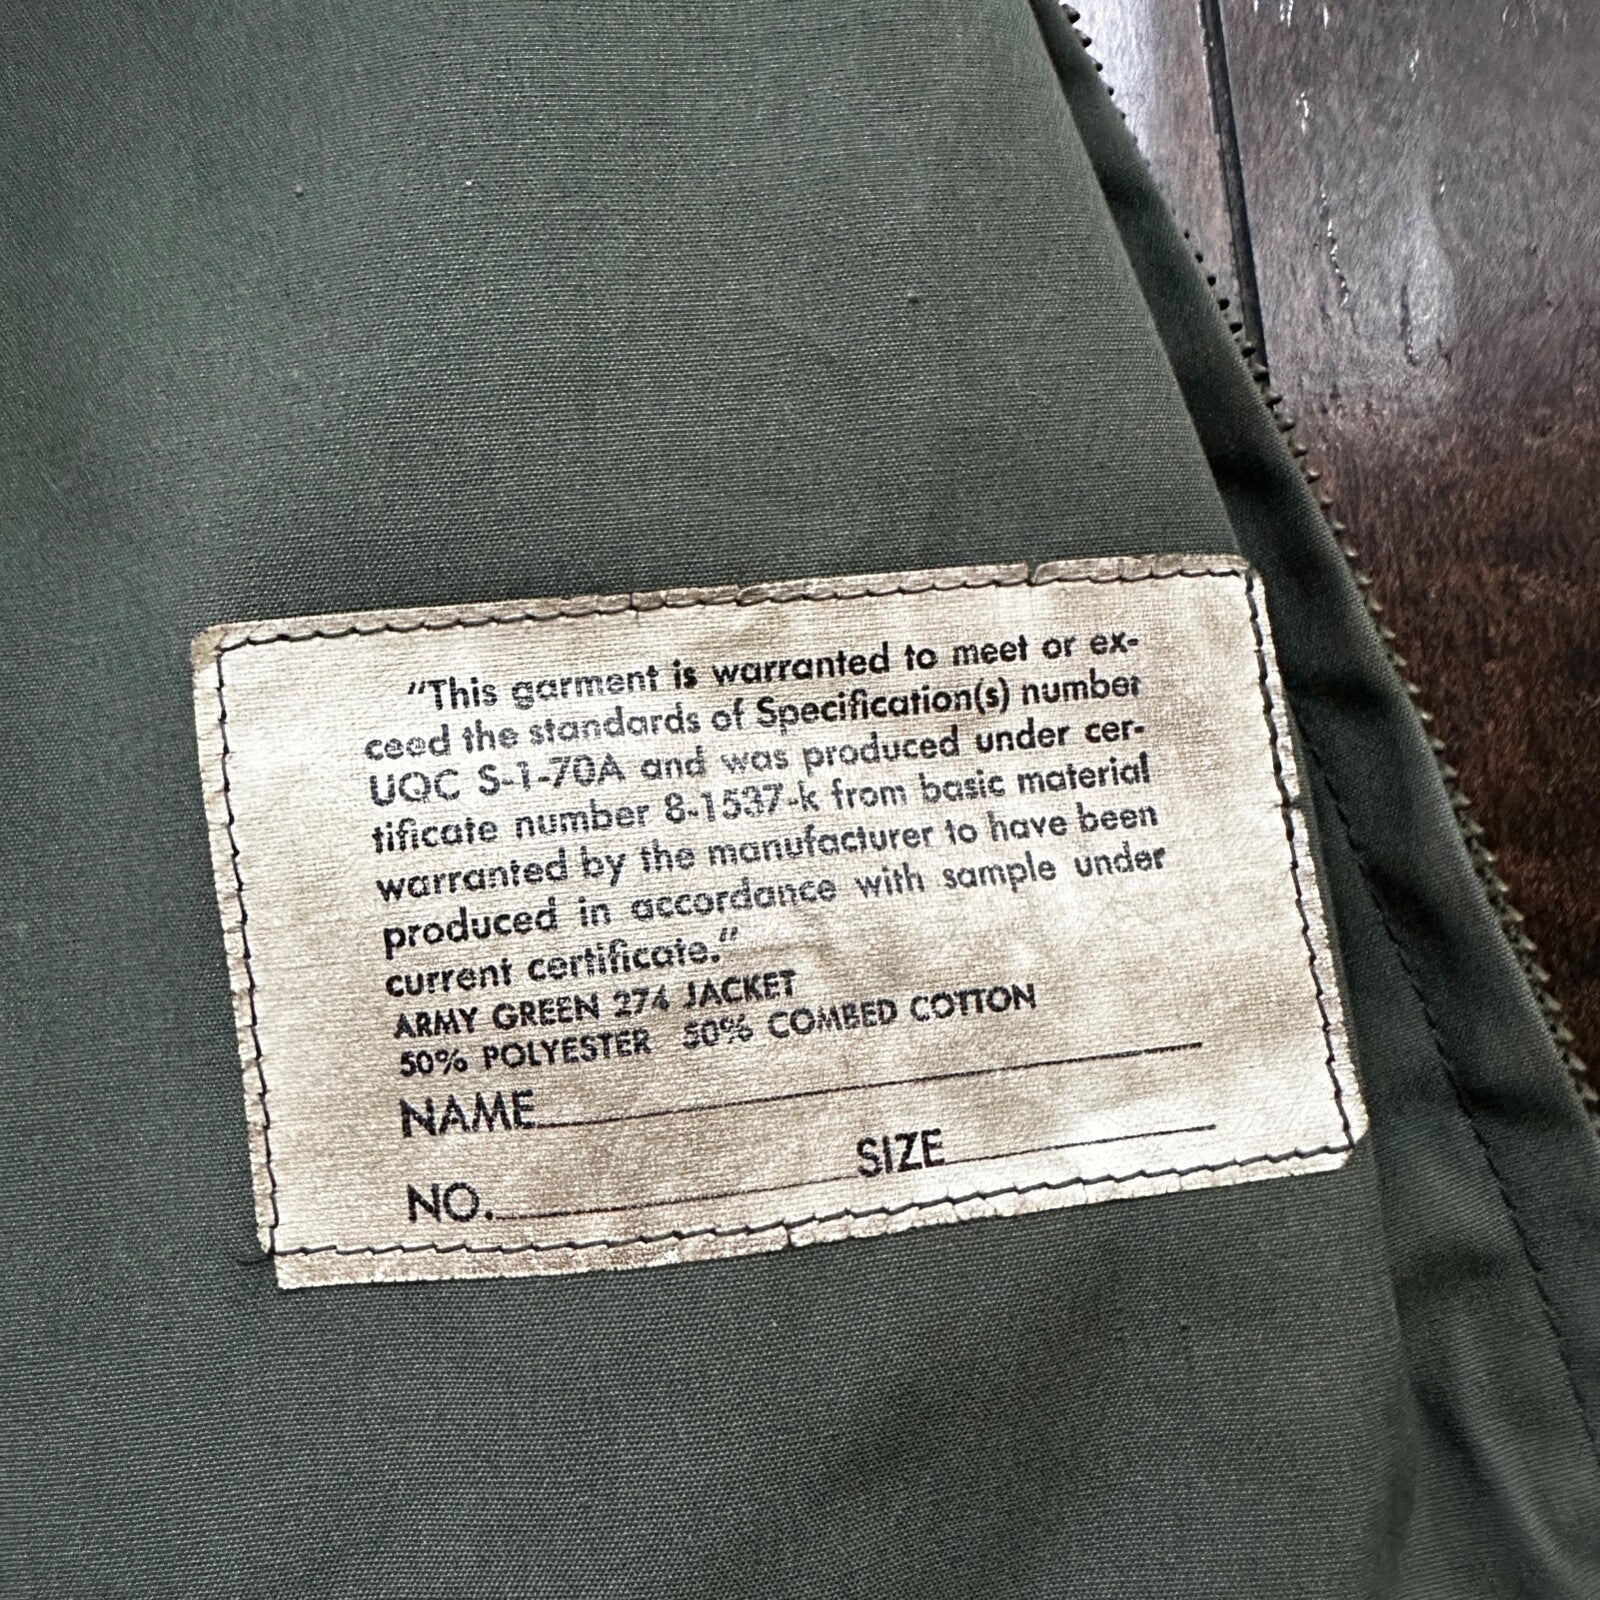 "This garment is warranted to meet or ex-
ceed the standards of Specification(s) number
UQC S-1-70A and was produced under cer-
tificate number 8-1537-k from basic material
warranted by the manufacturer to have been
produced in accordance with sample under
current certificate."
ARMY GREEN 274 JACKET
50% POLYESTER 50% COMBED COTTON
NAME
NO. SIZE